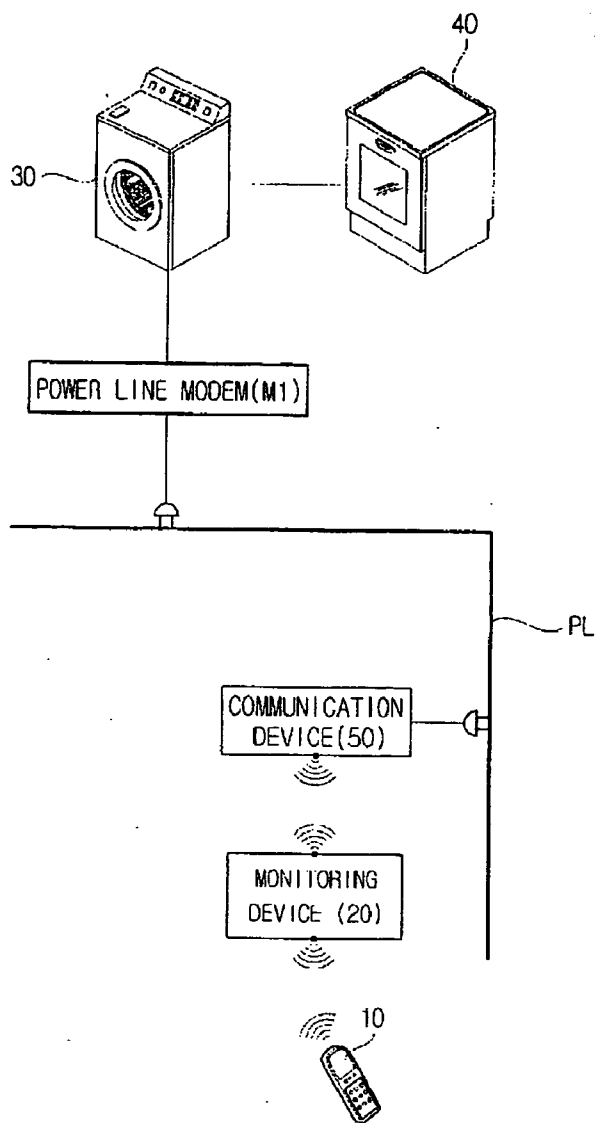 40
30
POWER LINE MODEM(M1)
PL
COMMUNICATION
DEVICE(50)
MONITORING
DEVICE (20)
10